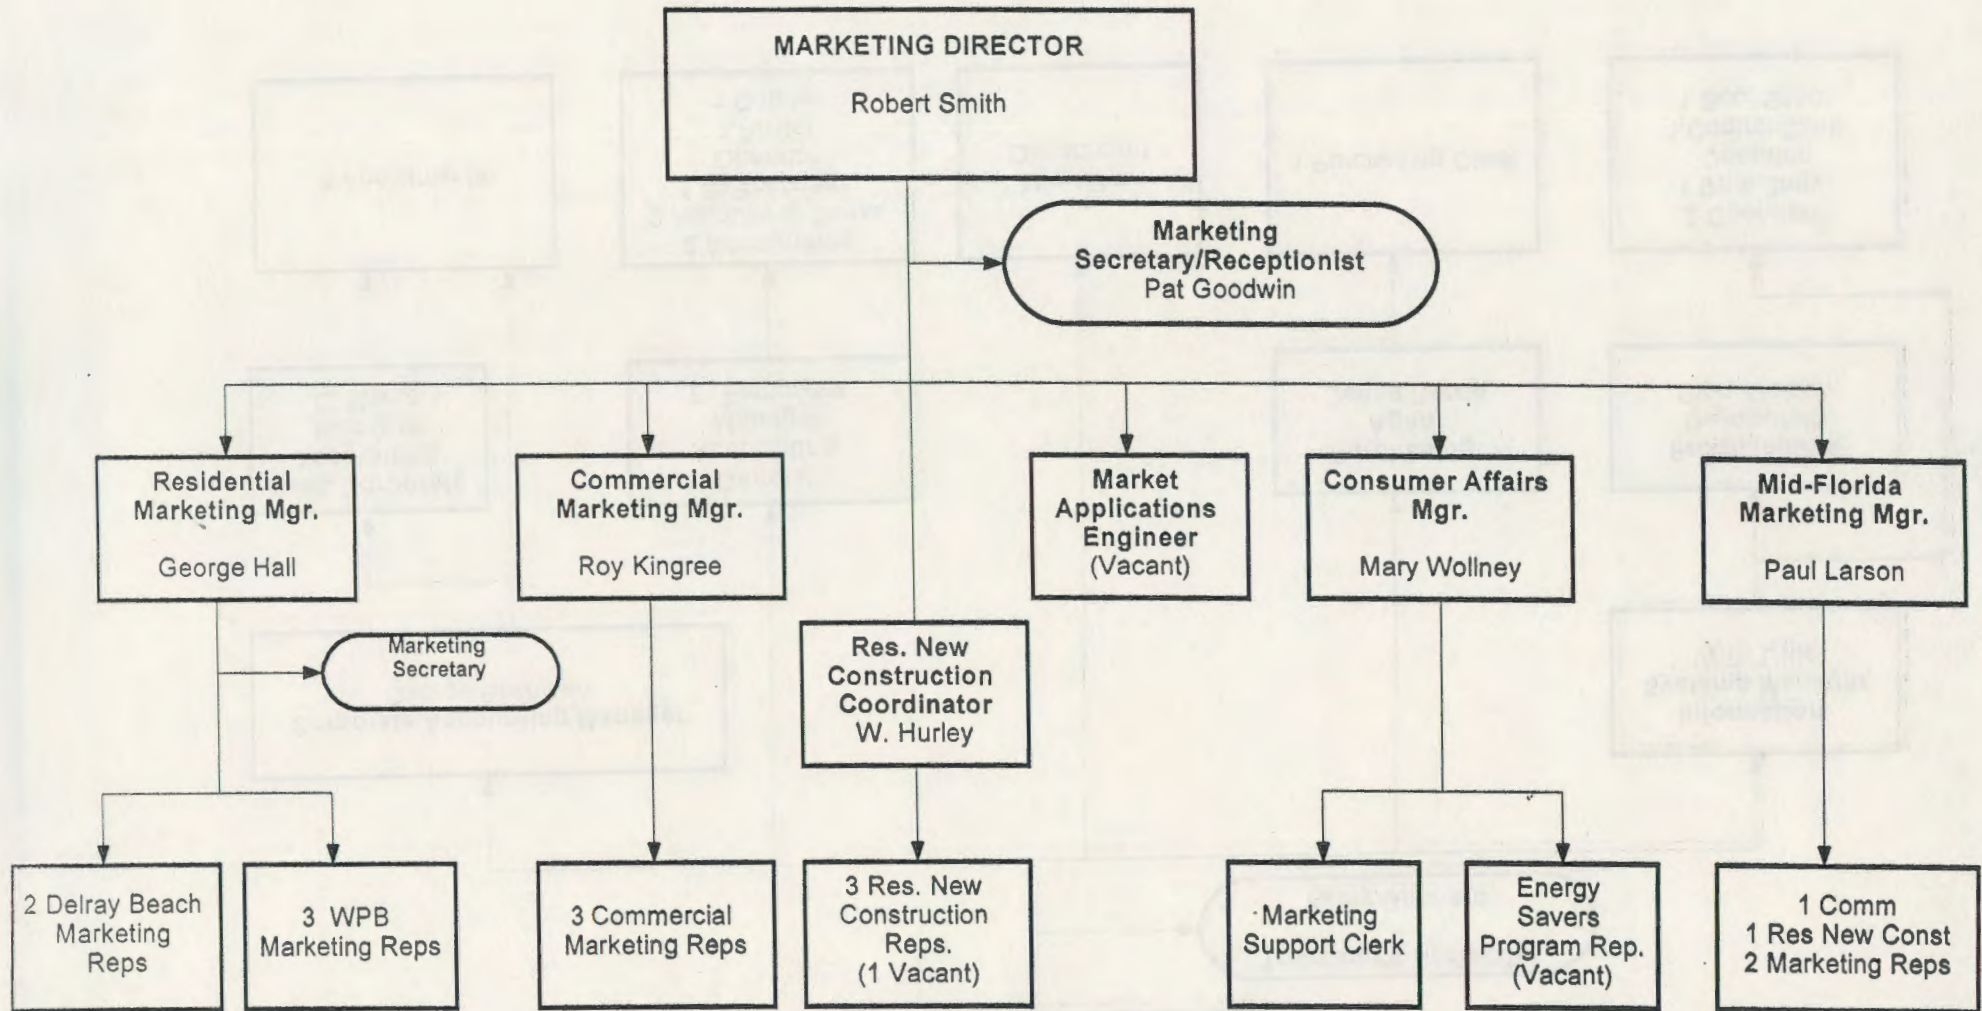 MARKETING DIRECTOR
Robert Smith
Marketing
Secretary/Receptionist
Pat Goodwin
Residential
Marketing Mgr.
George Hall
Commercial
Marketing Mgr.
Roy Kingree
Market
Applications
Engineer
(Vacant)
Consumer Affairs
Mgr.
Mary Wollney
Mid-Florida
Marketing Mgr.
Paul Larson
Marketing
Secretary
Res. New
Construction
Coordinator
W. Hurley
2 Delray Beach
Marketing
Reps
3 WPB
Marketing Reps
3 Commercial
Marketing Reps
3 Res. New
Construction
Reps.
(1 Vacant)
Marketing
Support Clerk
Energy
Savers
Program Rep.
(Vacant)
1 Comm
1 Res New Const
2 Marketing Reps